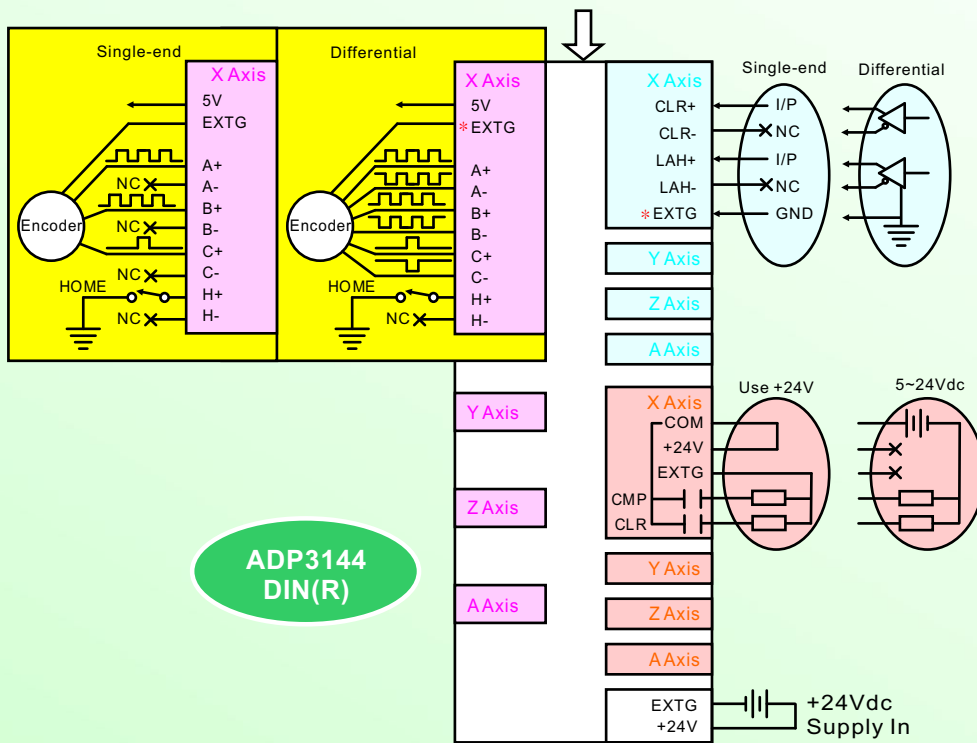 Single-end
X Axis
5V
EXTG
A+
NC A-
B+
NC B-
Encoder
C+
NC C-
HOME
H+
NC H-
Differential
X Axis
5V
*EXTG
A+
A-
B+
B-
Encoder
C+
C-
HOME
H+
NC H-
Y Axis
Z Axis
A Axis
ADP3144
DIN(R)
X Axis
Single-end
Differential
CLR+ I/P
CLR- NC
LAH+ I/P
LAH- NC
*EXTG GND
Y Axis
Z Axis
A Axis
Use +24V
5~24Vdc
X Axis
COM
+24V
EXTG
CMP
CLR
Y Axis
Z Axis
A Axis
EXTG
+24V
+24Vdc
Supply In